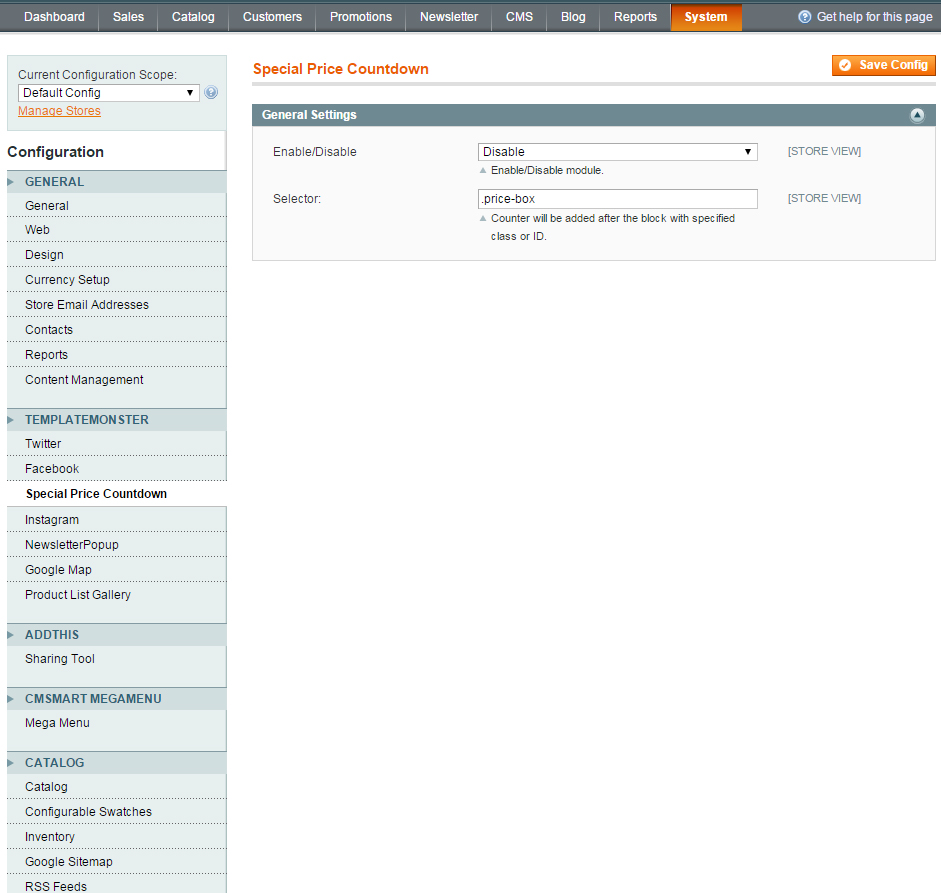 Dashboard Sales Catalog Customers Promotions Newsletter CMS Blog Reports System Get help for this page
Current Configuration Scope:
Default Config
Manage Stores
Configuration
GENERAL
General
Web
Design
Currency Setup
Store Email Addresses
Contacts
Reports
Content Management
TEMPLATEMONSTER
Twitter
Facebook
Special Price Countdown
Instagram
NewsletterPopup
Google Map
Product List Gallery
ADDTHIS
Sharing Tool
CMSMART MEGAMENU
Mega Menu
CATALOG
Catalog
Configurable Swatches
Inventory
Google Sitemap
RSS Feeds
Special Price Countdown
Save Config
General Settings
Enable/Disable Disable [STORE VIEW]
Enable/Disable module.
Selector: .price-box [STORE VIEW]
Counter will be added after the block with specified
class or ID.